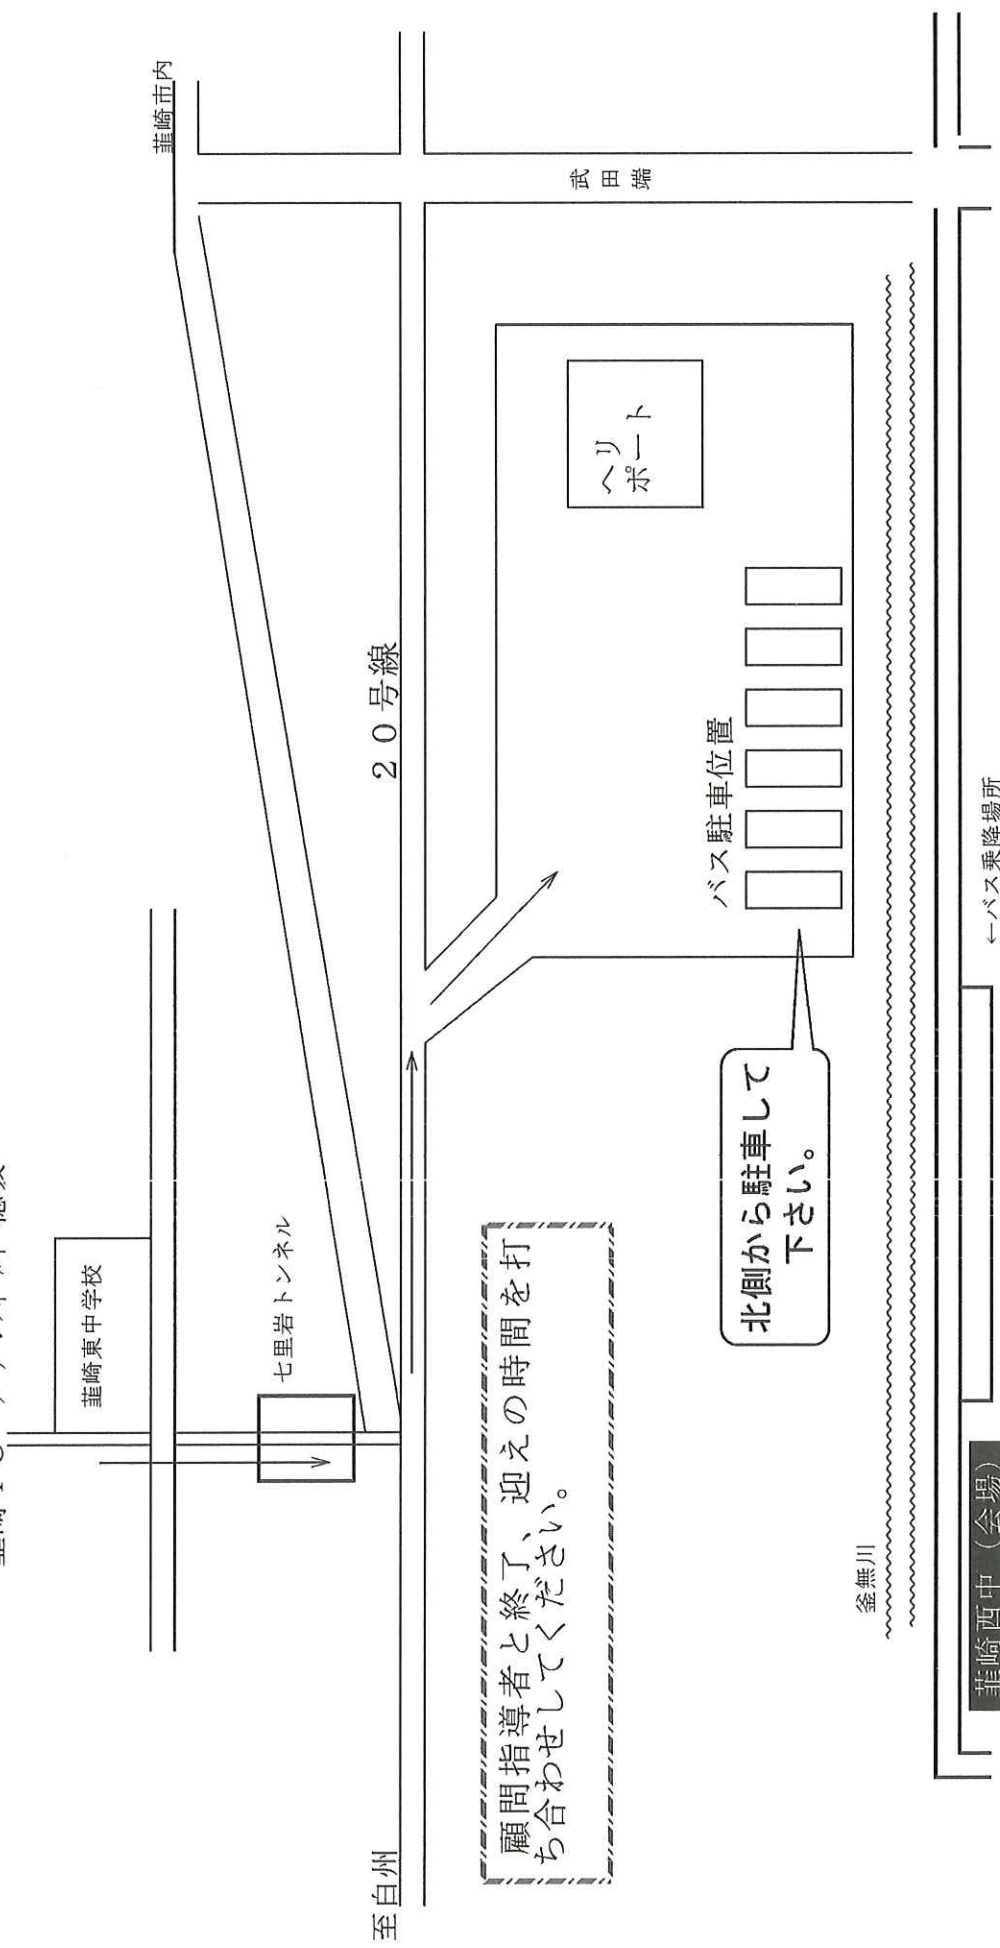 韮崎東中学校
七里岩トンネル
韮崎市内
至白州
２０号線
武田端
顧問指導者と終了、迎えの時間を打
ち合わせしてください。
ヘリ
ポート
バス駐車位置
北側から駐車して
下さい。
釜無川
←バス乗降場所
韮崎西中（会場）